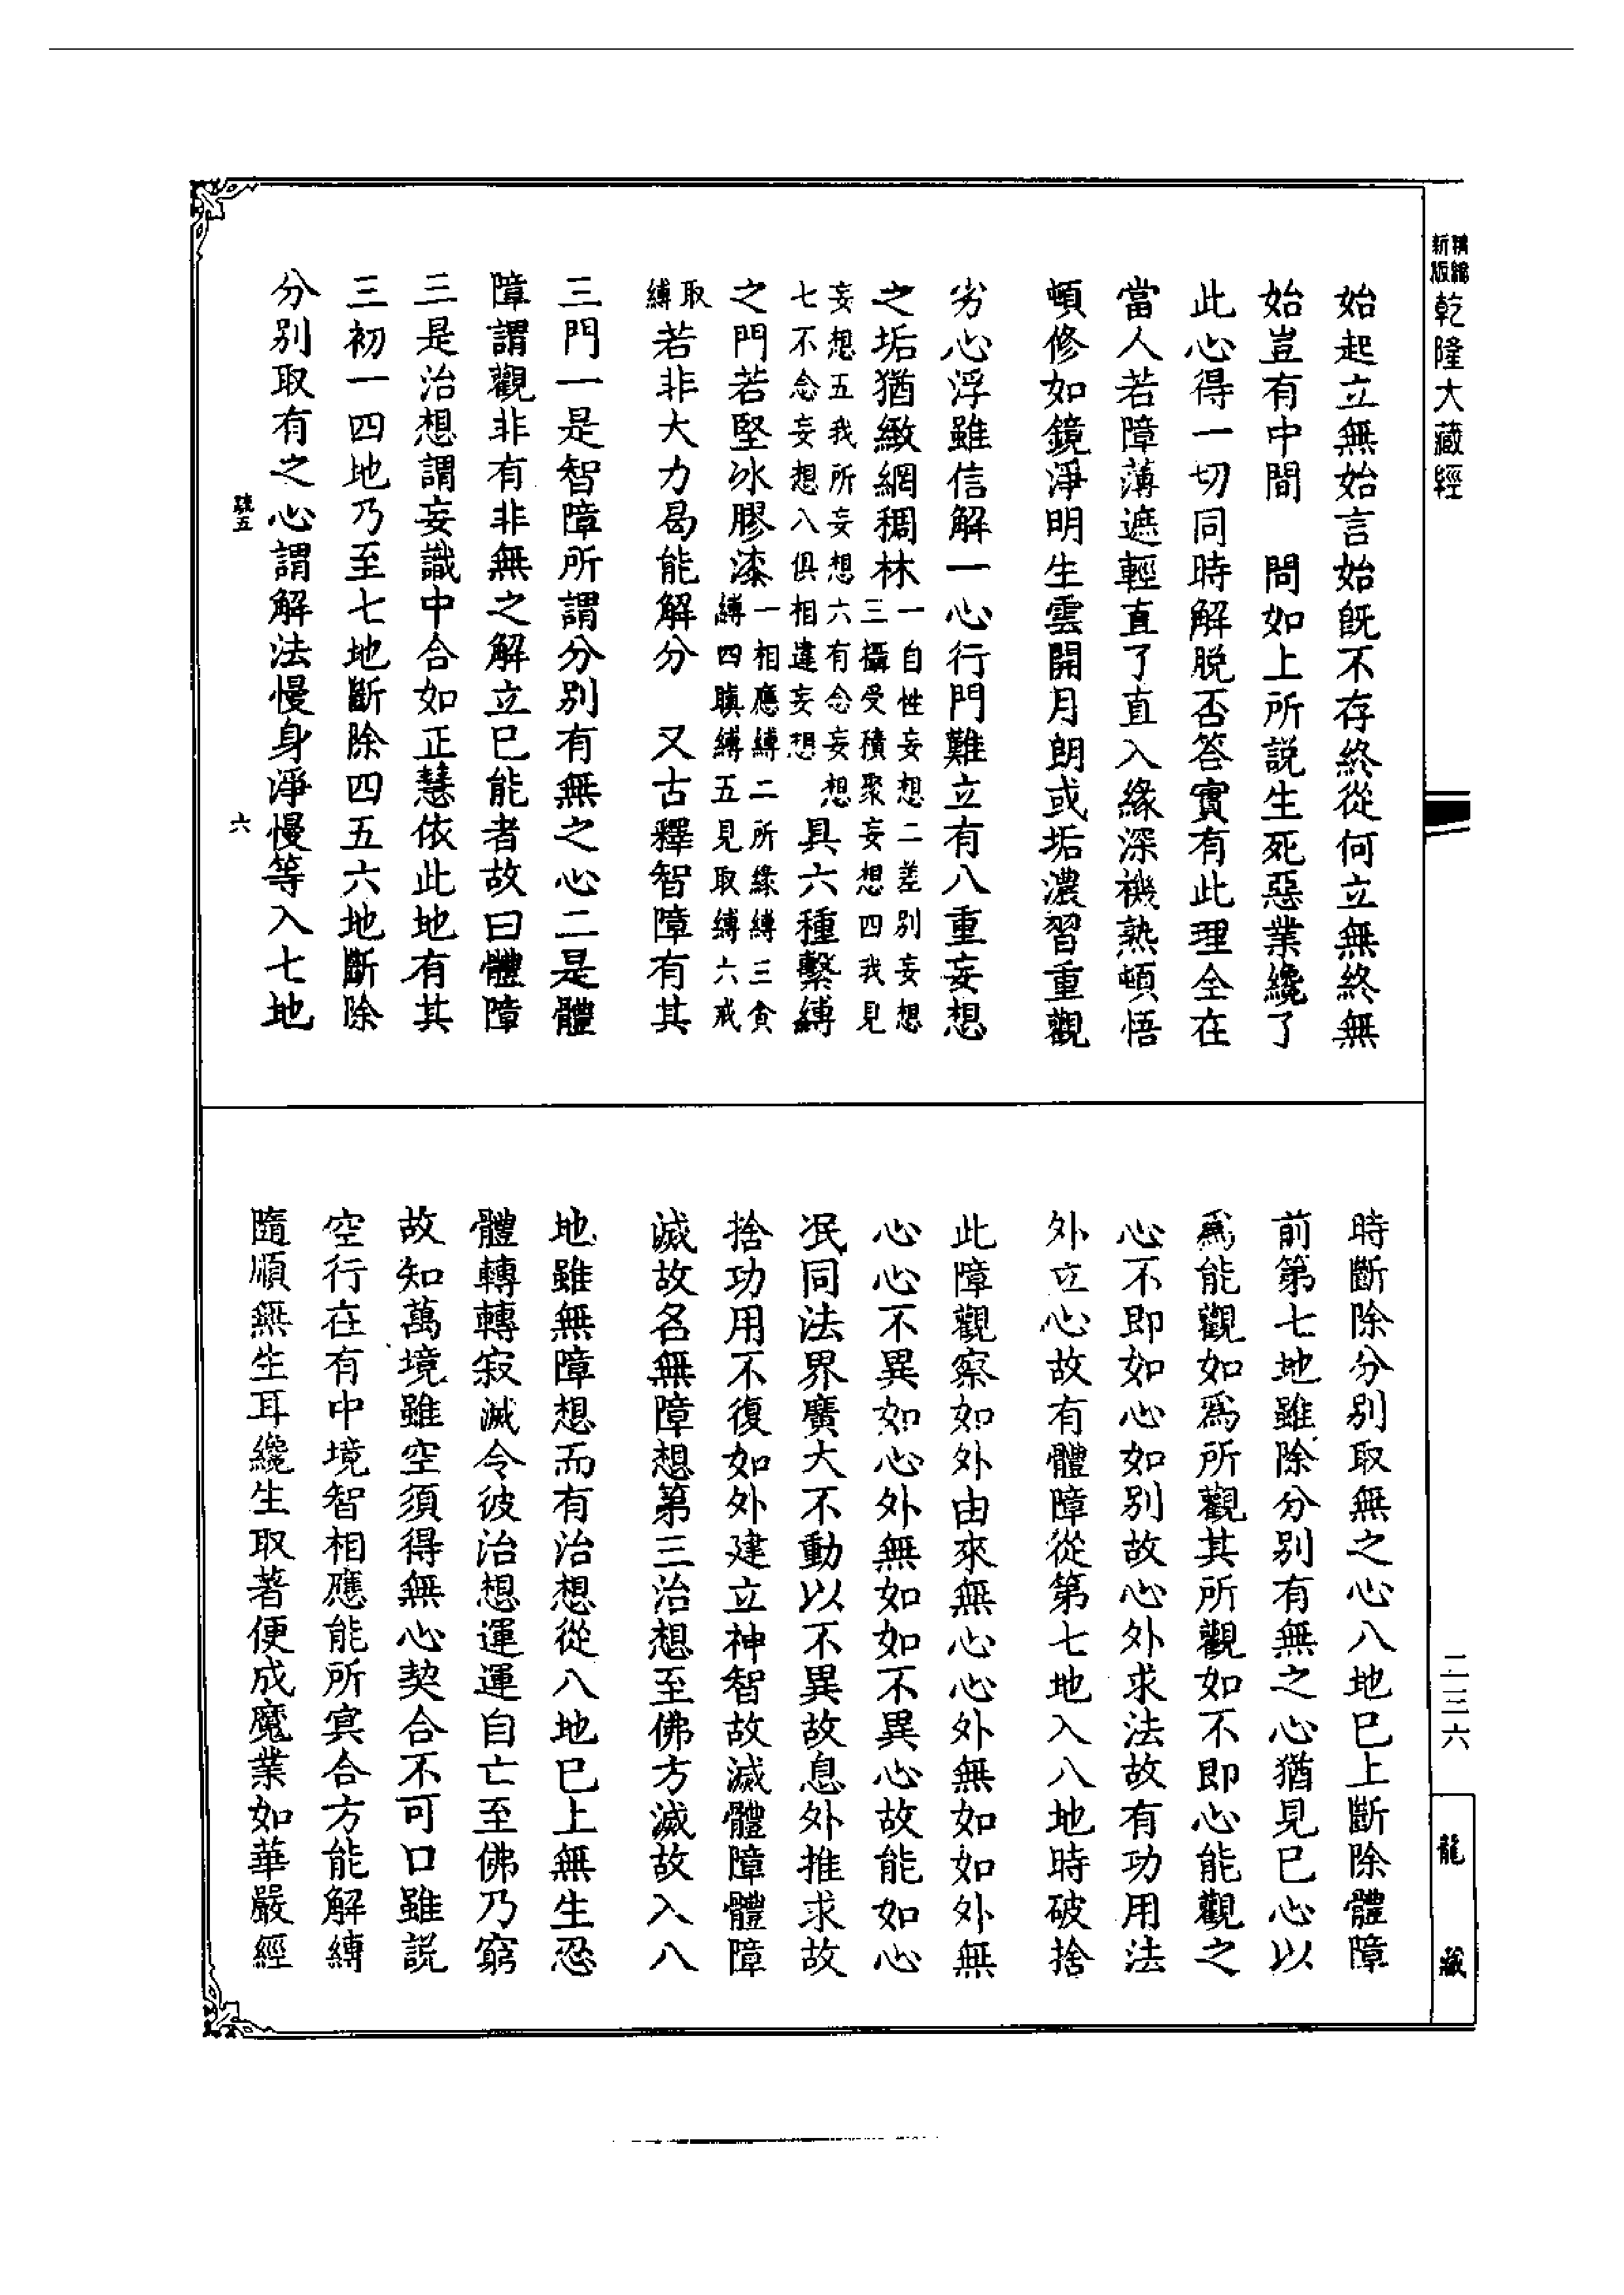 精縮
新版
乾隆大藏經
始起立無始言始旣不存終從何立無終無
始豈有中間　問如上所說生死惡業纔了
此心得一切同時解脫否答實有此理全在
當人若障薄遮輕直了直入緣深機熟頓悟
頓修如鏡淨明生雲開月朗或垢濃習重觀
劣心浮雖信解一心行門難立有八重妄想
之垢猶緻網稠林
一自性妄想二差別妄想
三攝受積聚妄想四我見
妄想五我所妄想六有念妄想
七不念妄想八俱相違妄想
具六種繫縛
之門若堅冰膠漆
一相應縛二所緣縛三貪
縛四瞋縛五見取縛六戒
取
縛
若非大力曷能解分　又古釋智障有其
三門一是智障所謂分別有無之心二是體
障謂觀非有非無之解立已能者故曰體障
三是治想謂妄識中合如正慧依此地有其
三初一四地乃至七地斷除四五六地斷除
分別取有之心謂解法慢身淨慢等入七地
六
時斷除分別取無之心八地已上斷除體障
前第七地雖除分別有無之心猶見已心以
爲能觀如爲所觀其所觀如不即心能觀之
心不即如心如別故心外求法故有功用法
外立心故有體障從第七地入八地時破捨
此障觀察如外由來無心心外無如如外無
心心不異如心外無如如不異心故能如心
泯同法界廣大不動以不異故息外推求故
捨功用不復如外建立神智故滅體障體障
滅故名無障想第三治想至佛方滅故入八
地雖無障想而有治想從八地已上無生忍
體轉轉寂滅令彼治想運運自亡至佛乃窮
故知萬境雖空須得無心契合不可口雖說
空行在有中境智相應能所冥合方能解縛
隨順無生耳纔生取著便成魔業如華嚴經
二三六
龍藏